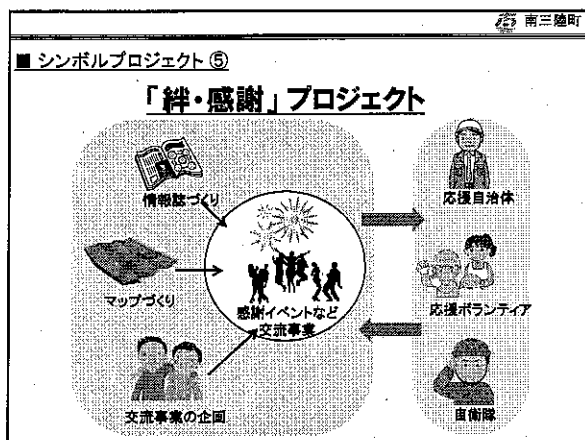 南三陸町
■ シンボルプロジェクト⑤
「絆・感謝」プロジェクト
情報誌づくり
マップづくり
交流事業の企画
感謝イベントなど
交流事業
応援自治体
応援ボランティア
自衛隊